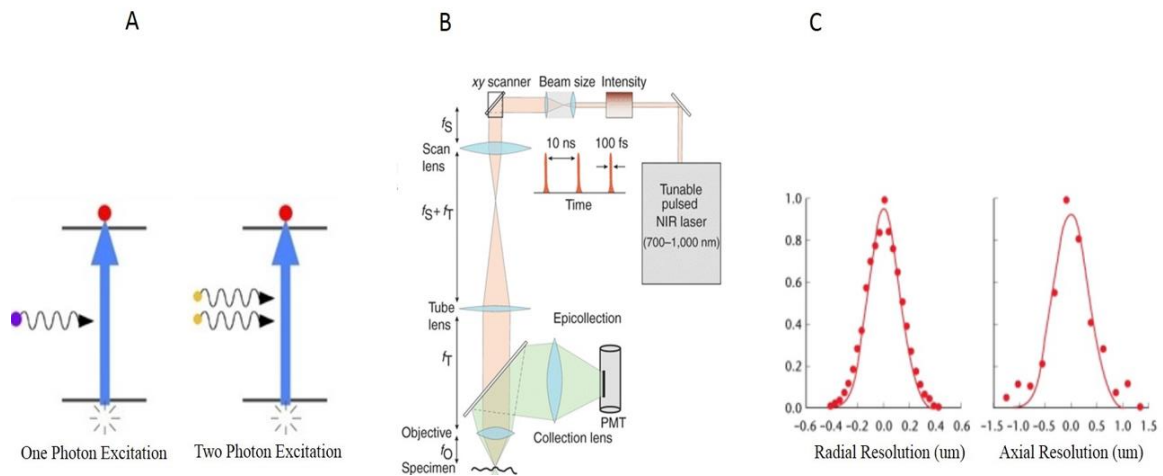 A
One Photon Excitation
Two Photon Excitation
B
xy scanner
Beam size
Intensity
fS
Scan
lens
10 ns
100 fs
Time
Tunable
pulsed
NIR laser
(700–1,000 nm)
fS+ fT
Tube
lens
Epicollection
fT
PMT
Objective
Collection lens
fO
Specimen
C
1.0
0.8
0.6
0.4
0.2
0.0
–0.6 –0.4 –0.2 0.0 0.2 0.4 0.6
Radial Resolution (um)
–1.5 –1.0 –0.5 0.0 0.5 1.0 1.5
Axial Resolution (um)